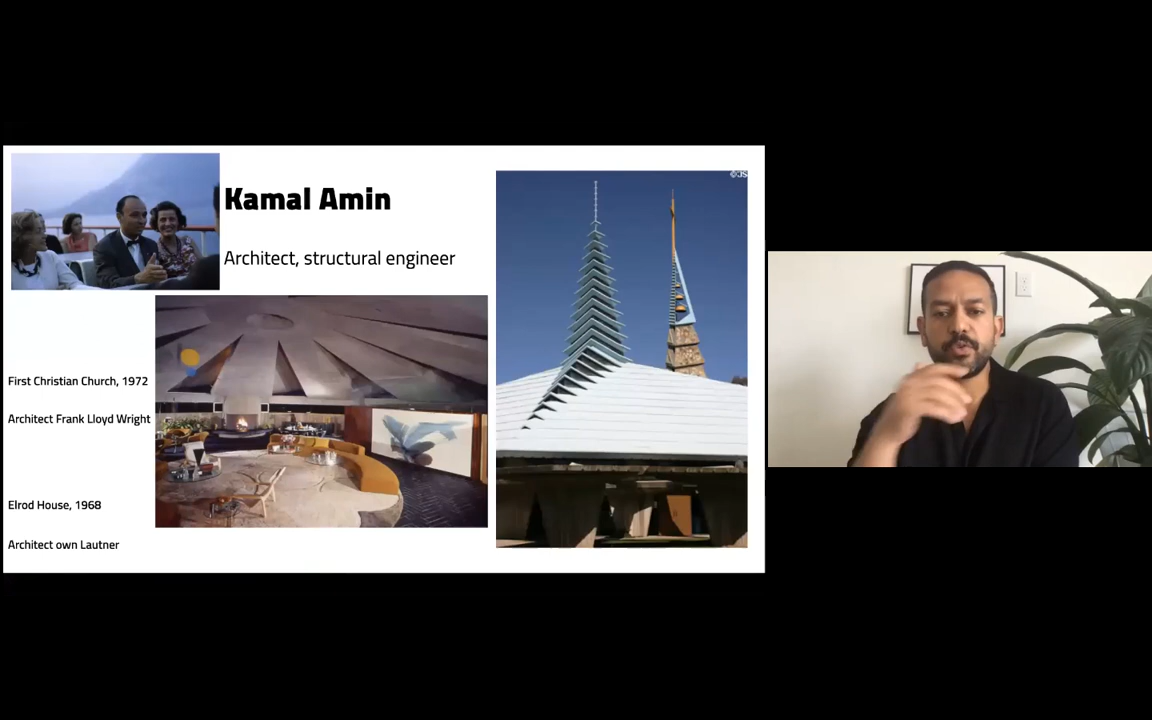 Kamal Amin
Architect, structural engineer
First Christian Church, 1972
Architect Frank Lloyd Wright
Elrod House, 1968
Architect own Lautner
©JS